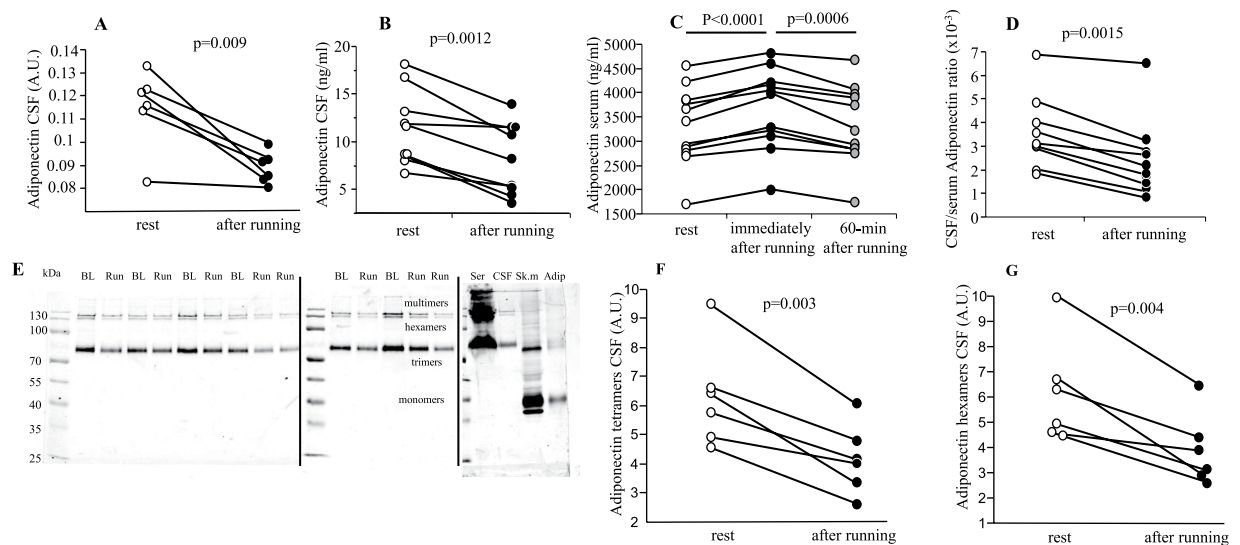 A
p=0.009
Adiponectin CSF (A.U.)
0.14
0.13
0.12
0.11
0.1
0.09
0.08
rest after running
B
p=0.0012
Adiponectin CSF (ng/ml)
20
15
10
5
rest after running
C
P<0.0001 p=0.0006
Adiponectin serum (ng/ml)
5000
4500
4000
3500
3000
2500
2000
1500
rest immediately 60-min
after running after running
D
p=0.0015
CSF/serum Adiponectin ratio (x10⁻³)
7
6
5
4
3
2
1
0
rest after running
E
kDa BL Run BL Run BL Run BL Run Run BL Run BL Run Run Ser CSF Sk.m Adip
130
100
70
55
40
35
25
multimers
hexamers
trimers
monomers
F
p=0.003
Adiponectin tetramers CSF (A.U.)
10
9
8
7
6
5
4
3
2
rest after running
G
p=0.004
Adiponectin hexamers CSF (A.U.)
10
9
8
7
6
5
4
3
2
1
rest after running